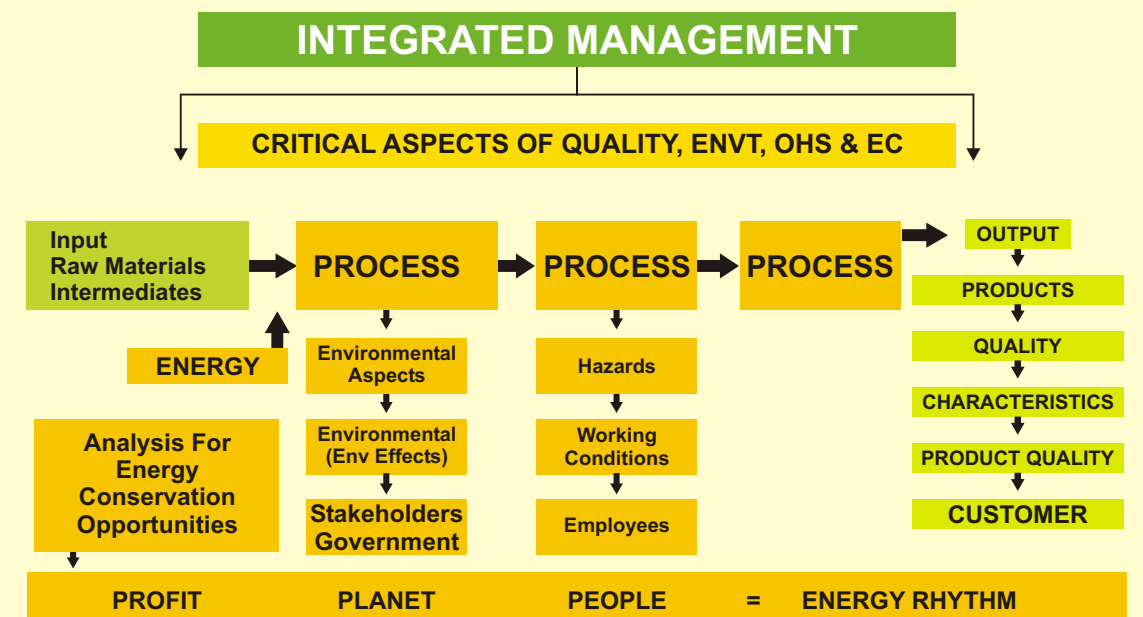 INTEGRATED MANAGEMENT
CRITICAL ASPECTS OF QUALITY, ENVT, OHS & EC
Input
Raw Materials
Intermediates
PROCESS
PROCESS
PROCESS
OUTPUT
PRODUCTS
QUALITY
CHARACTERISTICS
PRODUCT QUALITY
CUSTOMER
ENERGY
Environmental
Aspects
Environmental
(Env Effects)
Stakeholders
Government
Hazards
Working
Conditions
Employees
Analysis For
Energy
Conservation
Opportunities
PROFIT PLANET PEOPLE = ENERGY RHYTHM